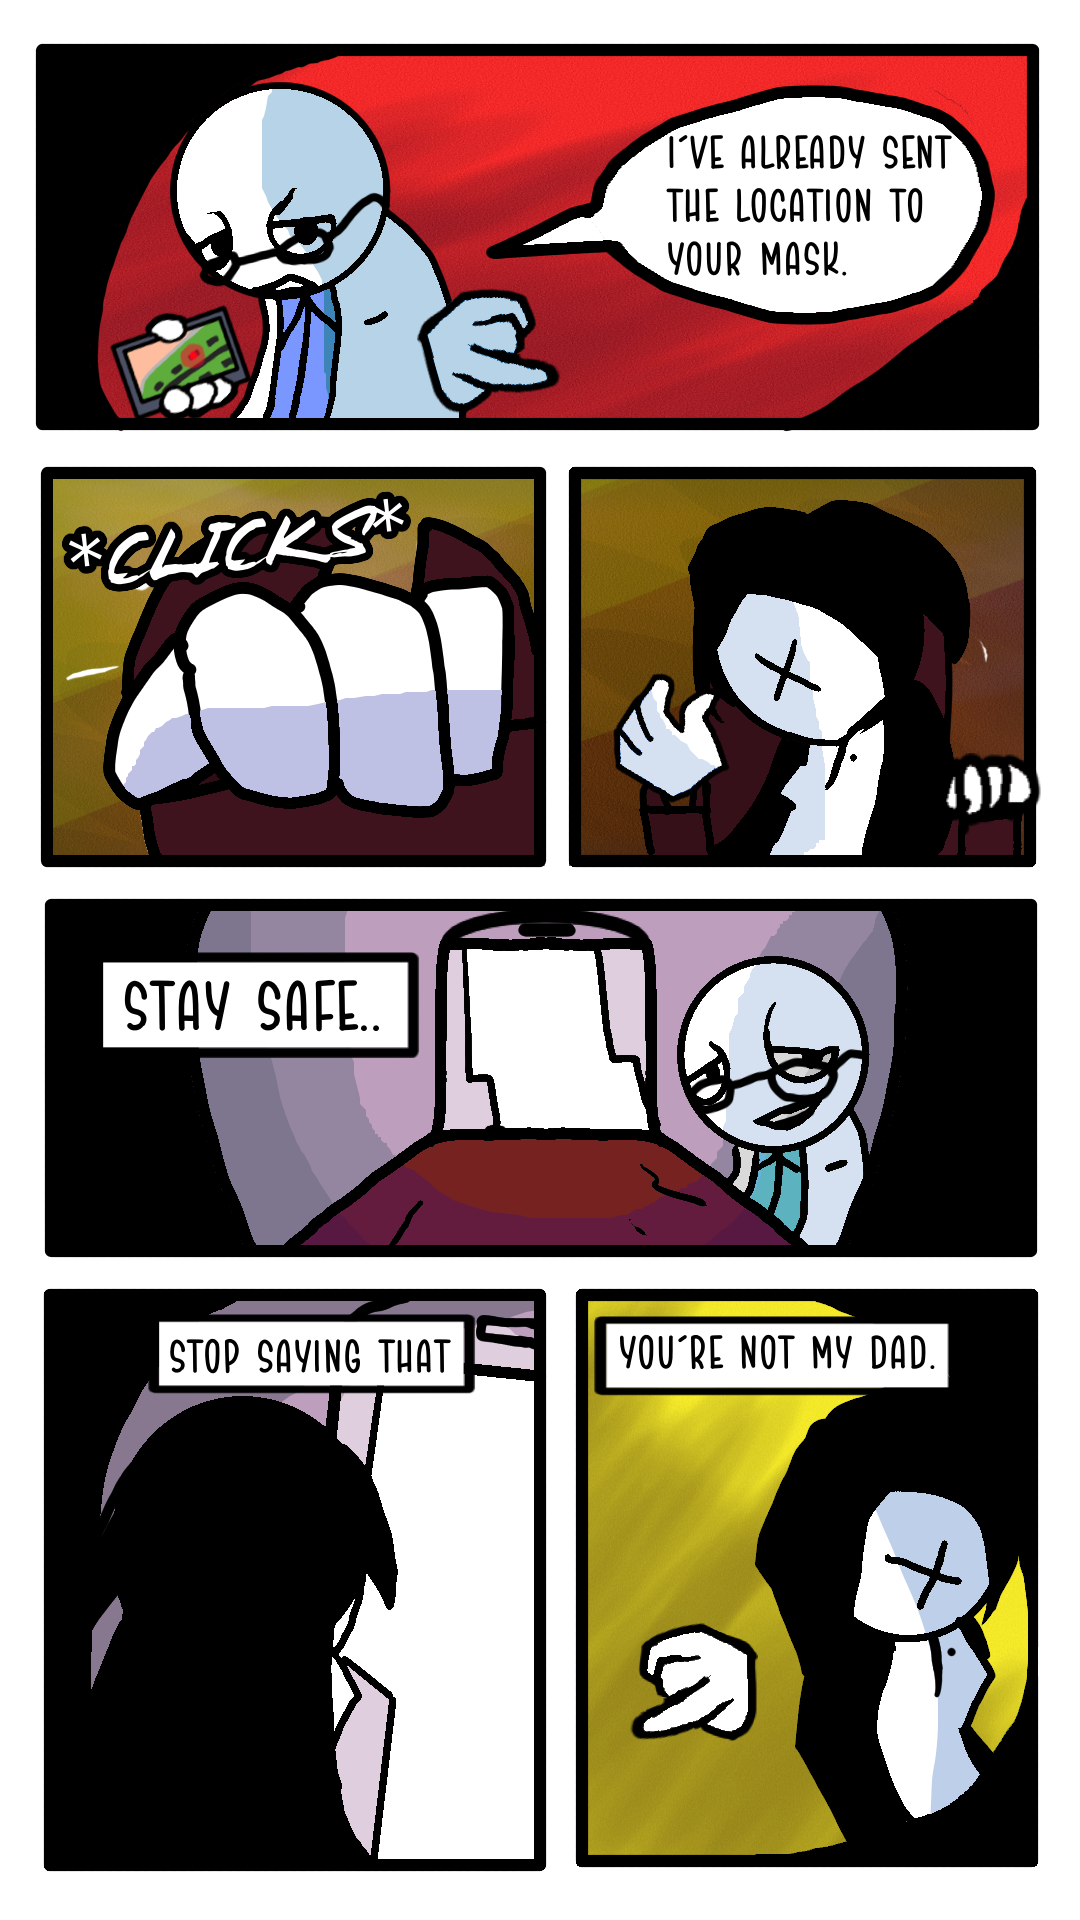 I´VE ALREADY SENT
THE LOCATION TO
YOUR MASK.
*CLICKS*
STAY SAFE..
STOP SAYING THAT
YOU´RE NOT MY DAD.